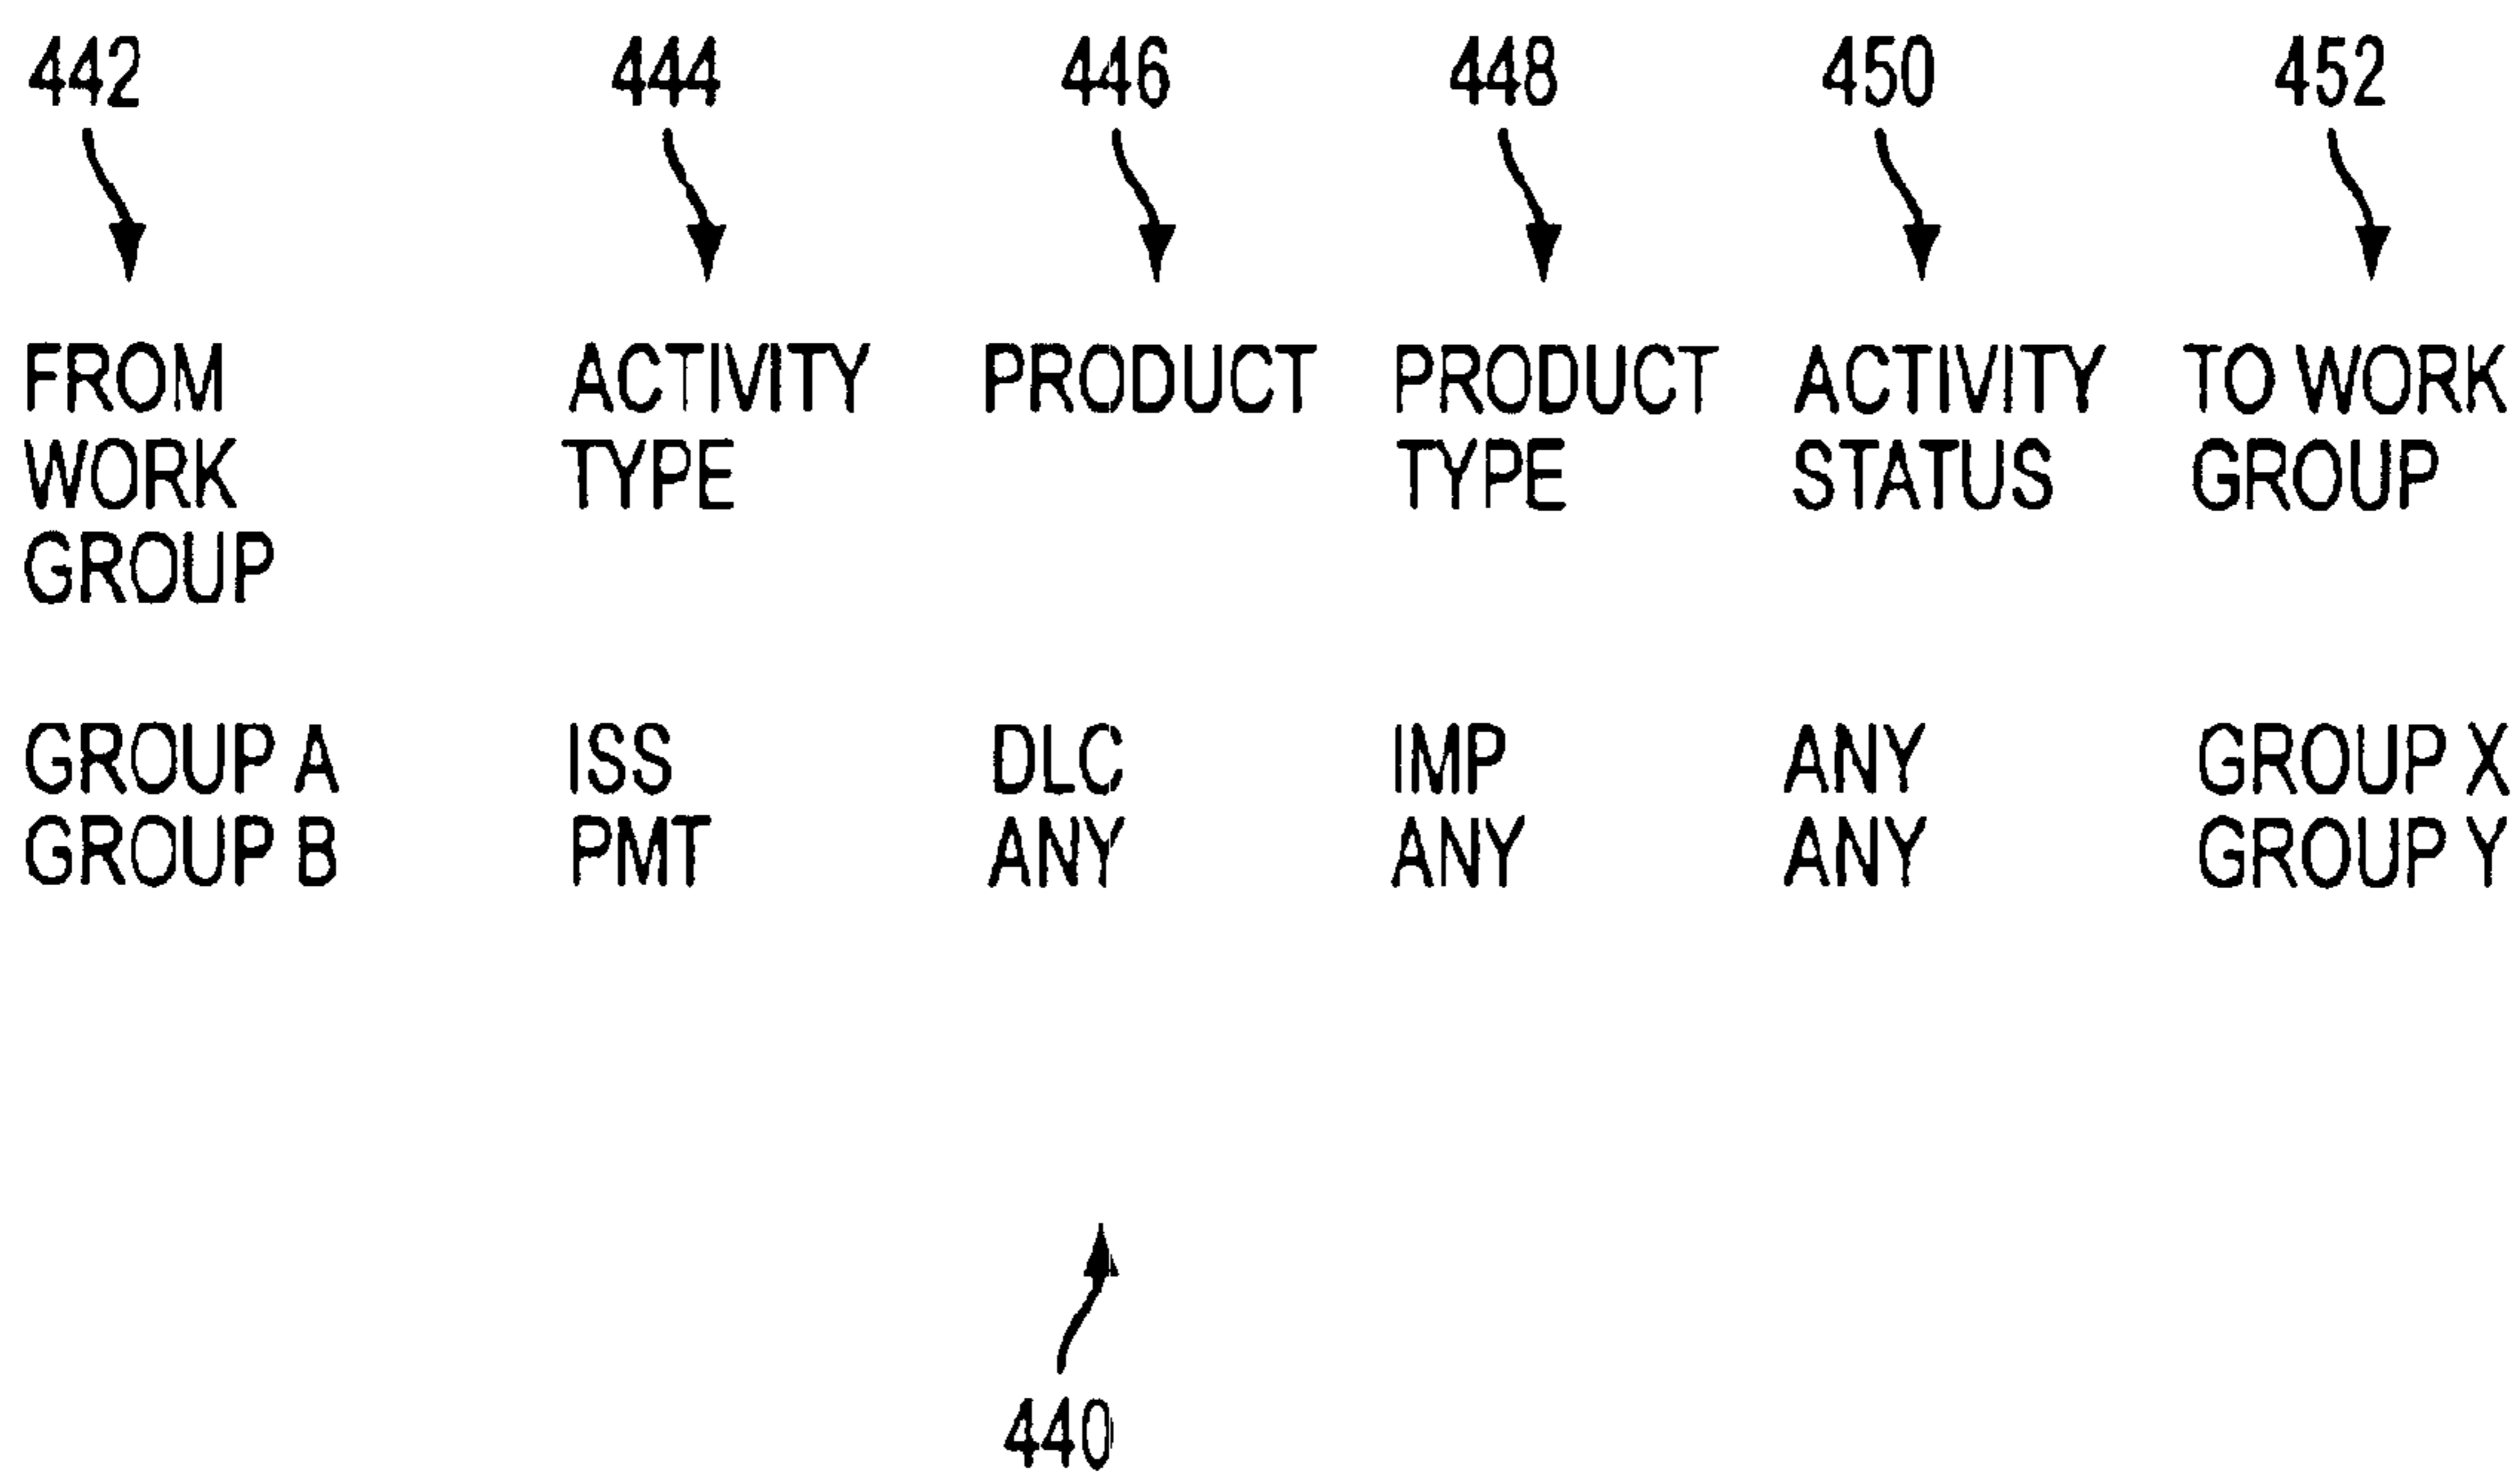 442 444 446 448 450 452
FROM ACTIVITY PRODUCT PRODUCT ACTIVITY TO WORK
WORK TYPE TYPE STATUS GROUP
GROUP
GROUP A ISS DLC IMP ANY GROUP X
GROUP B PMT ANY ANY ANY GROUP Y
440